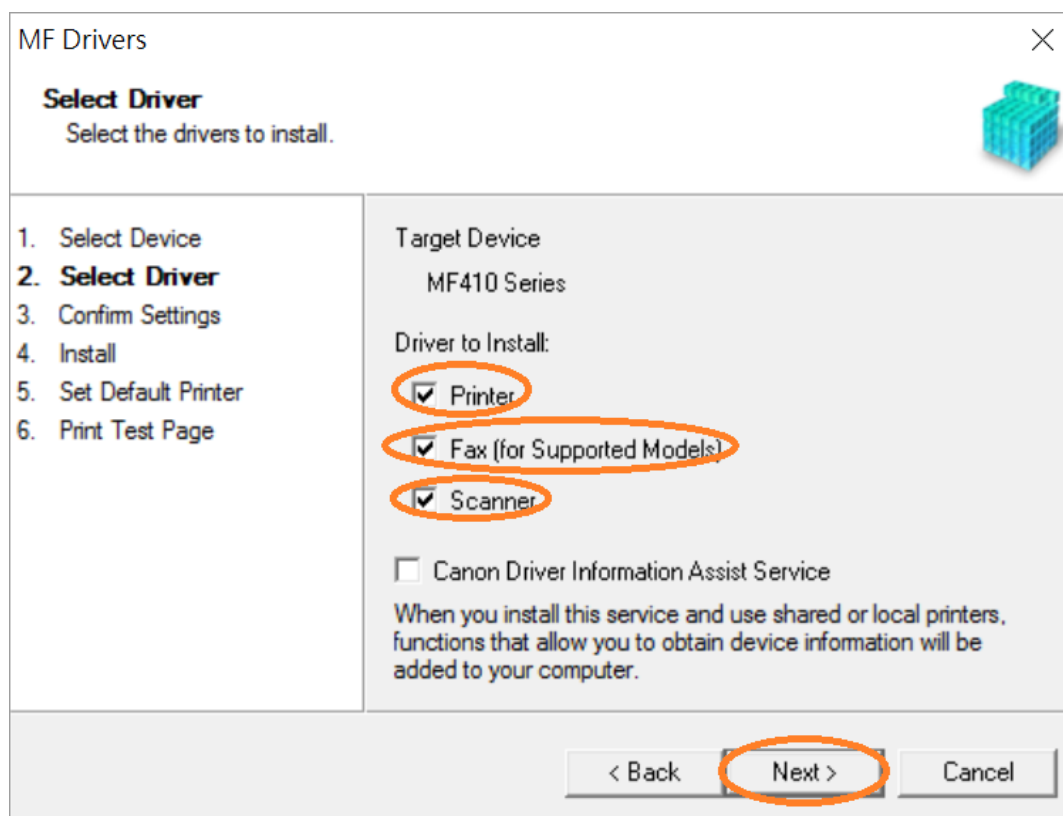 MF Drivers
Select Driver
Select the drivers to install.
1. Select Device
2. Select Driver
3. Confirm Settings
4. Install
5. Set Default Printer
6. Print Test Page
Target Device
MF410 Series
Driver to Install:
Printer
Fax (for Supported Models)
Scanner
Canon Driver Information Assist Service
When you install this service and use shared or local printers,
functions that allow you to obtain device information will be
added to your computer.
< Back
Next >
Cancel